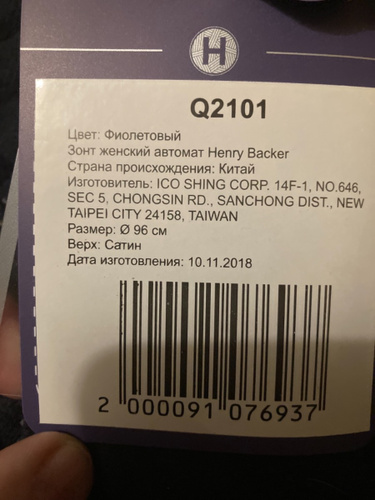 H
Q2101
Цвет: Фиолетовый
Зонт женский автомат Henry Backer
Страна происхождения: Китай
Изготовитель: ICO SHING CORP. 14F-1, NO.646,
SEC 5, CHONGSIN RD., SANCHONG DIST., NEW
TAIPEI CITY 24158, TAIWAN
Размер: Ø 96 см
Верх: Сатин
Дата изготовления: 10.11.2018
2 000091 076937